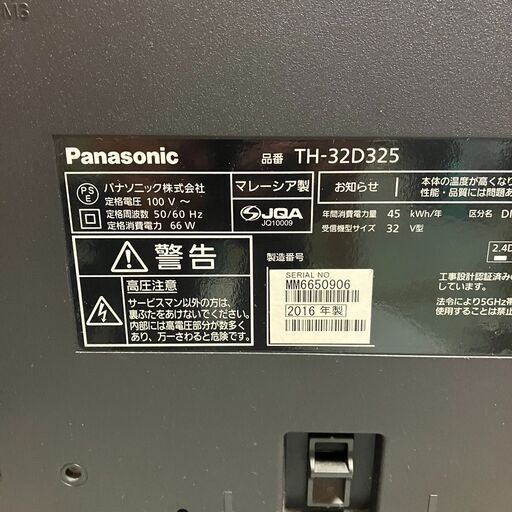 M3
Panasonic 品番 TH-32D325
PSE
パナソニック株式会社
定格電圧 100 V ～
定格周波数 50/60 Hz
定格消費電力 66 W
マレーシア製
JQA
JQ10009
お知らせ
本体の温度が高くなり
性能・品質には問題あ
年間消費電力量 45 kWh/年 区分名
受信機型サイズ 32 V型
警告
高圧注意
サービスマン以外の方は、
裏ぶたをあけないでください。
内部には高電圧部分が数多く
あり、万一さわると危険です。
製造番号
SERIAL NO
MM6650906
2016 年製
2.4D
工事設計認証済み
しています。
法令により5GHz帯
使用することは禁